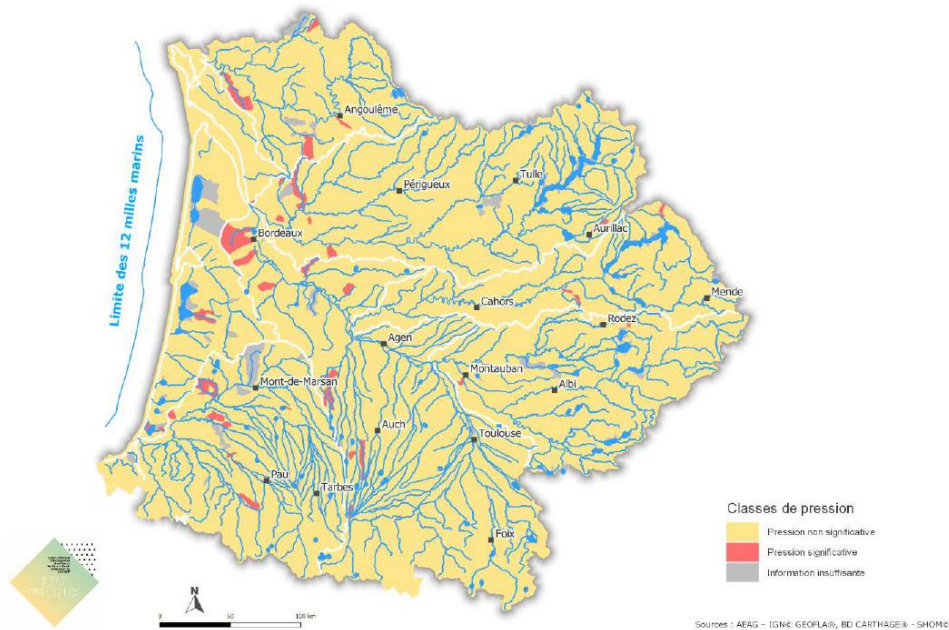 Limite des 12 milles marins
Angoulême
Périgueux
Tulle
Aurillac
Bordeaux
Mende
Cahors
Rodez
Agen
Montauban
Mont-de-Marsan
Albi
Auch
Toulouse
Pau
Tarbes
Foix
Classes de pression
Pression non significative
Pression significative
Information insuffisante
N
0 50 100 km
Sources : AEAG - IGN© GEOFLA®, BD CARTHAGE® - SHOM©